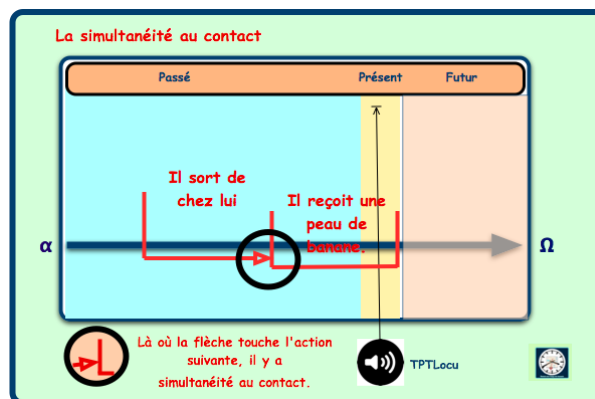 La simultanéité au contact
Passé
Présent
Futur
Il sort de
chez lui
Il reçoit une
peau de
banane.
α
Ω
Là où la flèche touche l'action
suivante, il y a
simultanéité au contact.
TPTLocu